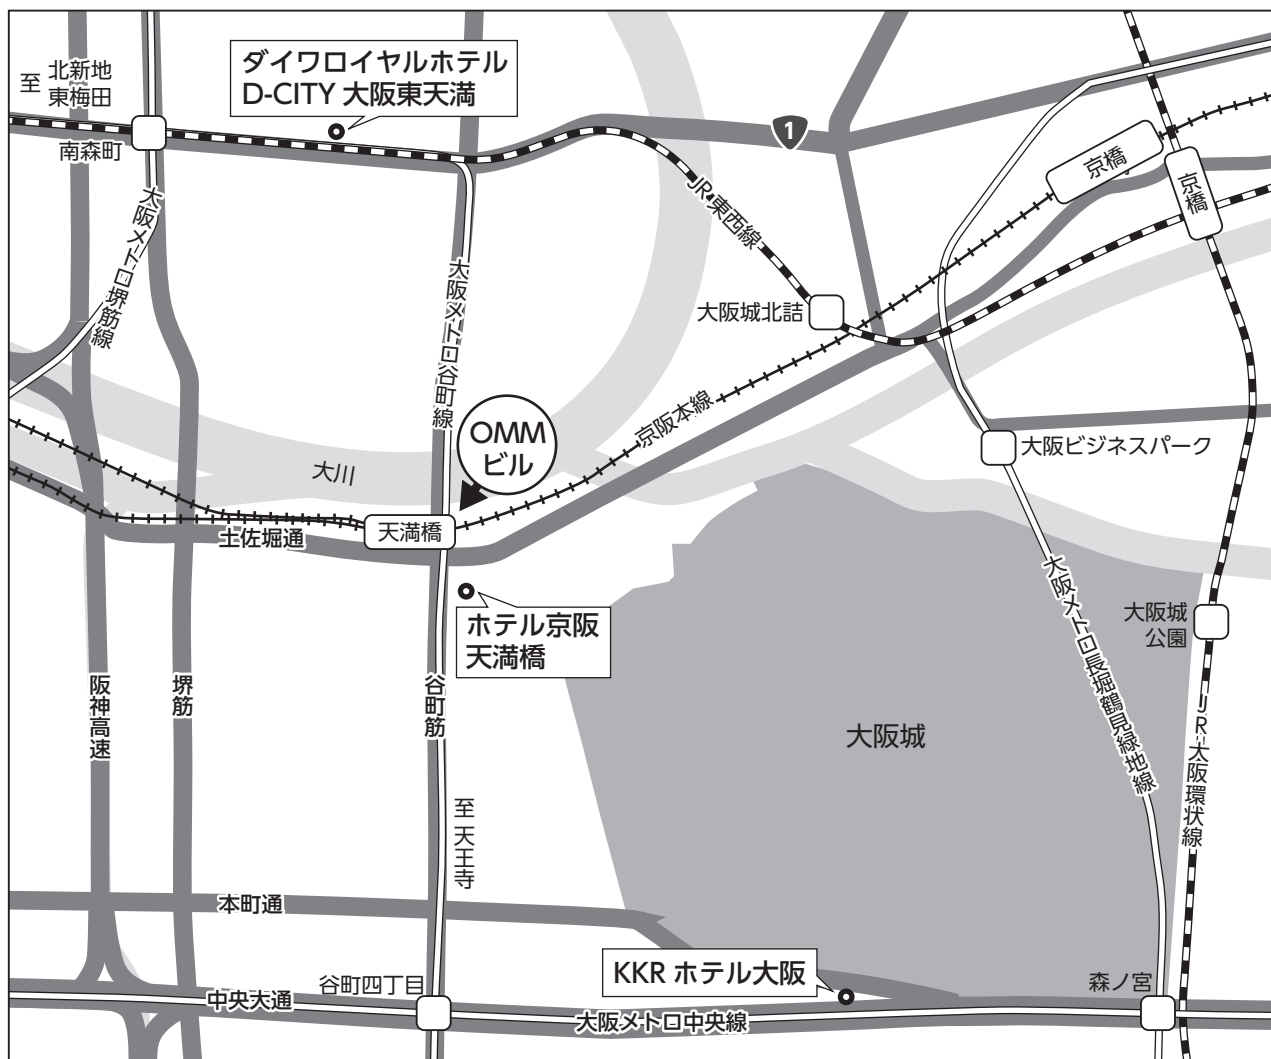 至
北新地
東梅田
ダイワロイヤルホテル
D-CITY 大阪東天満
南森町
1
京橋
京橋
JR東西線
大阪メトロ堺筋線
大阪メトロ谷町線
大阪城北詰
京阪本線
OMM
ビル
大川
大阪ビジネスパーク
天満橋
土佐堀通
ホテル京阪
天満橋
大阪メトロ長堀鶴見緑地線
大阪城
公園
阪神高速
堺筋
谷町筋
大阪城
JR大阪環状線
至 天王寺
本町通
KKR ホテル大阪
谷町四丁目
森ノ宮
中央大通
大阪メトロ中央線